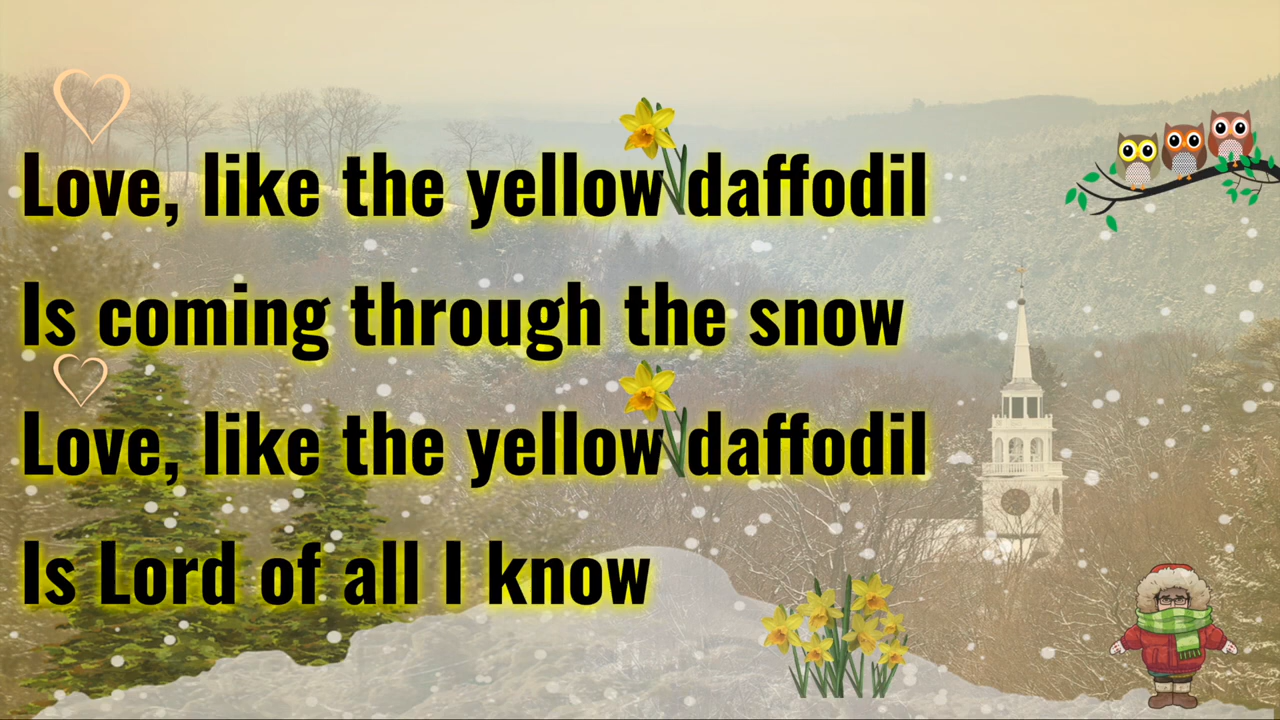 Love, like the yellow daffodil
Is coming through the snow
Love, like the yellow daffodil
Is Lord of all I know